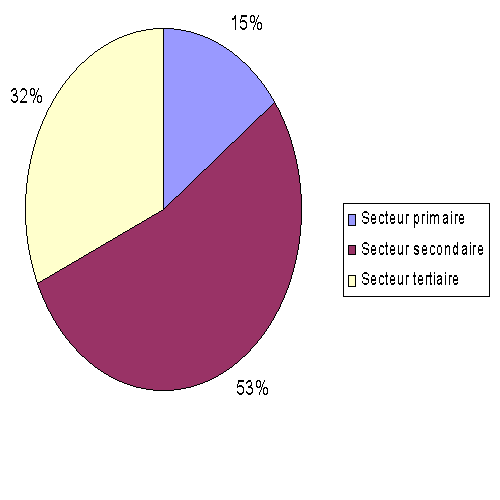 15%
32%
Secteur primaire
Secteur secondaire
Secteur tertiaire
53%